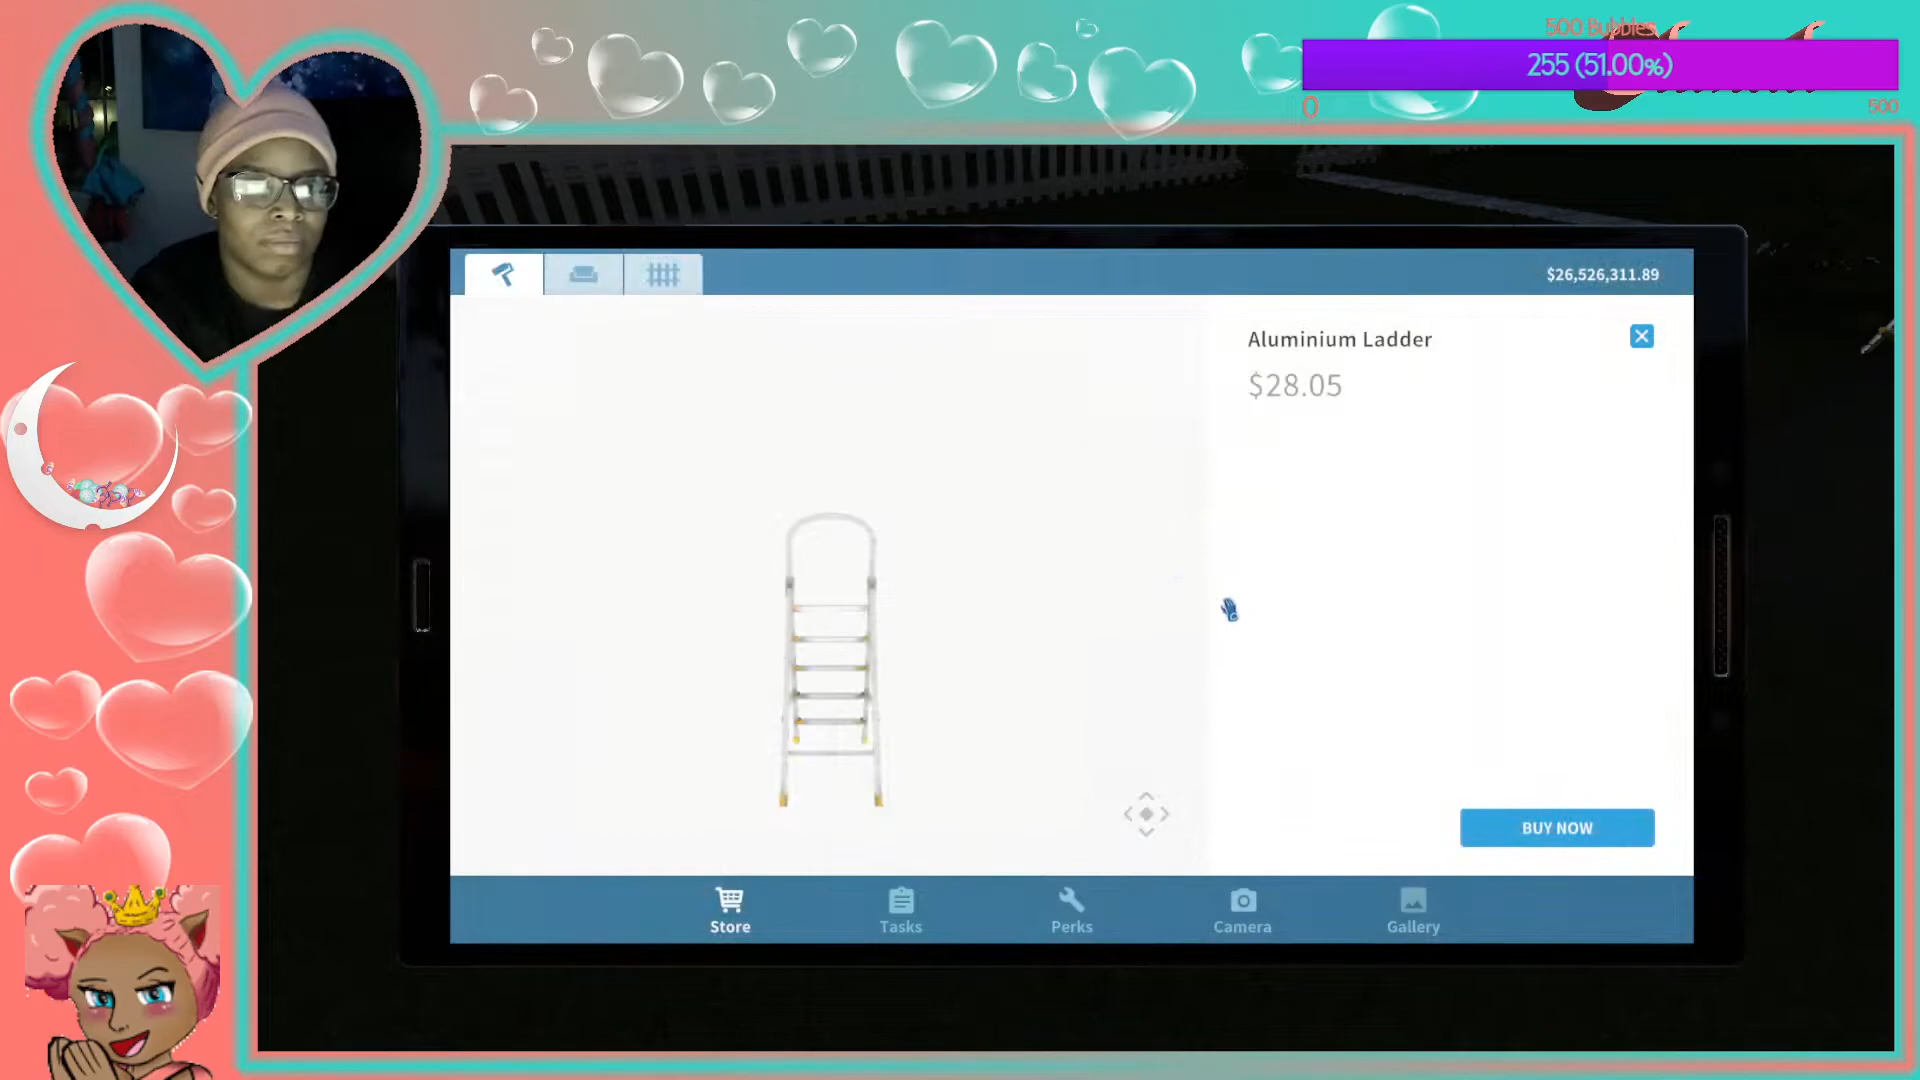 500 Bubbles
255 (51.00%)
0
500
$26,526,311.89
Aluminium Ladder
$28.05
BUY NOW
Store
Tasks
Perks
Camera
Gallery